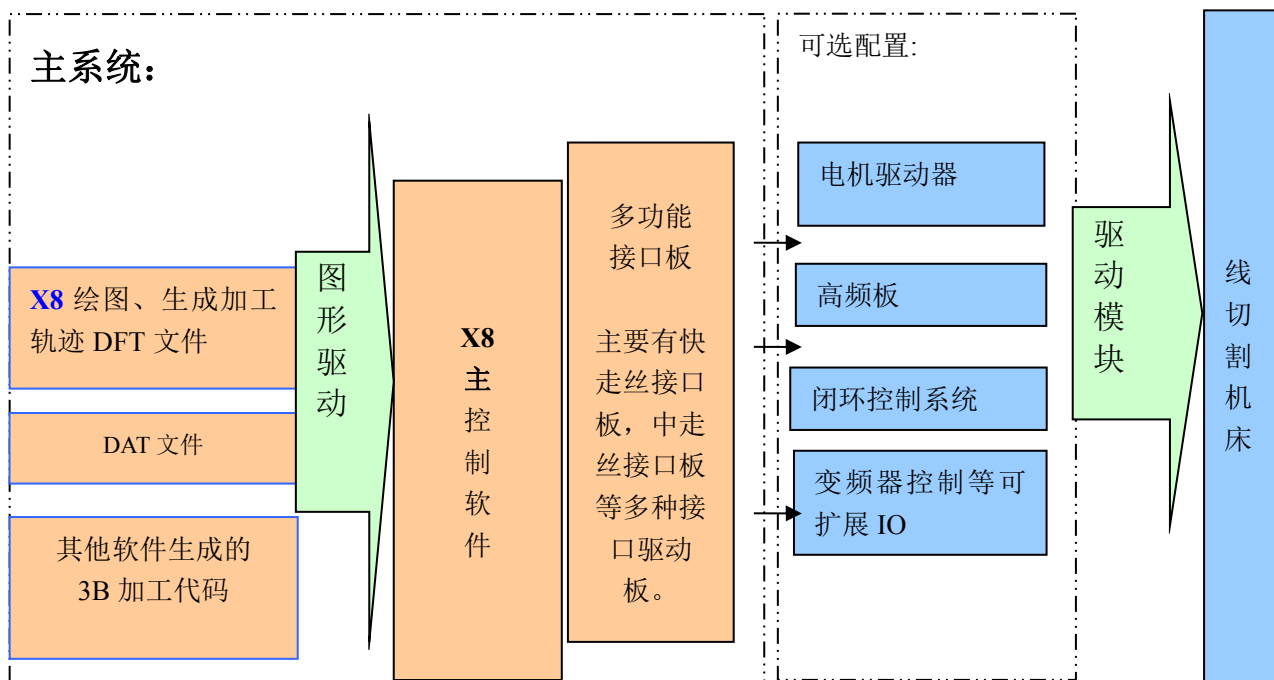 主系统：
X8 绘图、生成加工
轨迹 DFT 文件
DAT 文件
其他软件生成的
3B 加工代码
图
形
驱
动
X8
主
控
制
软
件
多功能
接口板
主要有快
走丝接口
板，中走
丝接口板
等多种接
口驱动
板。
可选配置:
电机驱动器
高频板
闭环控制系统
变频器控制等可
扩展 IO
驱
动
模
块
线
切
割
机
床